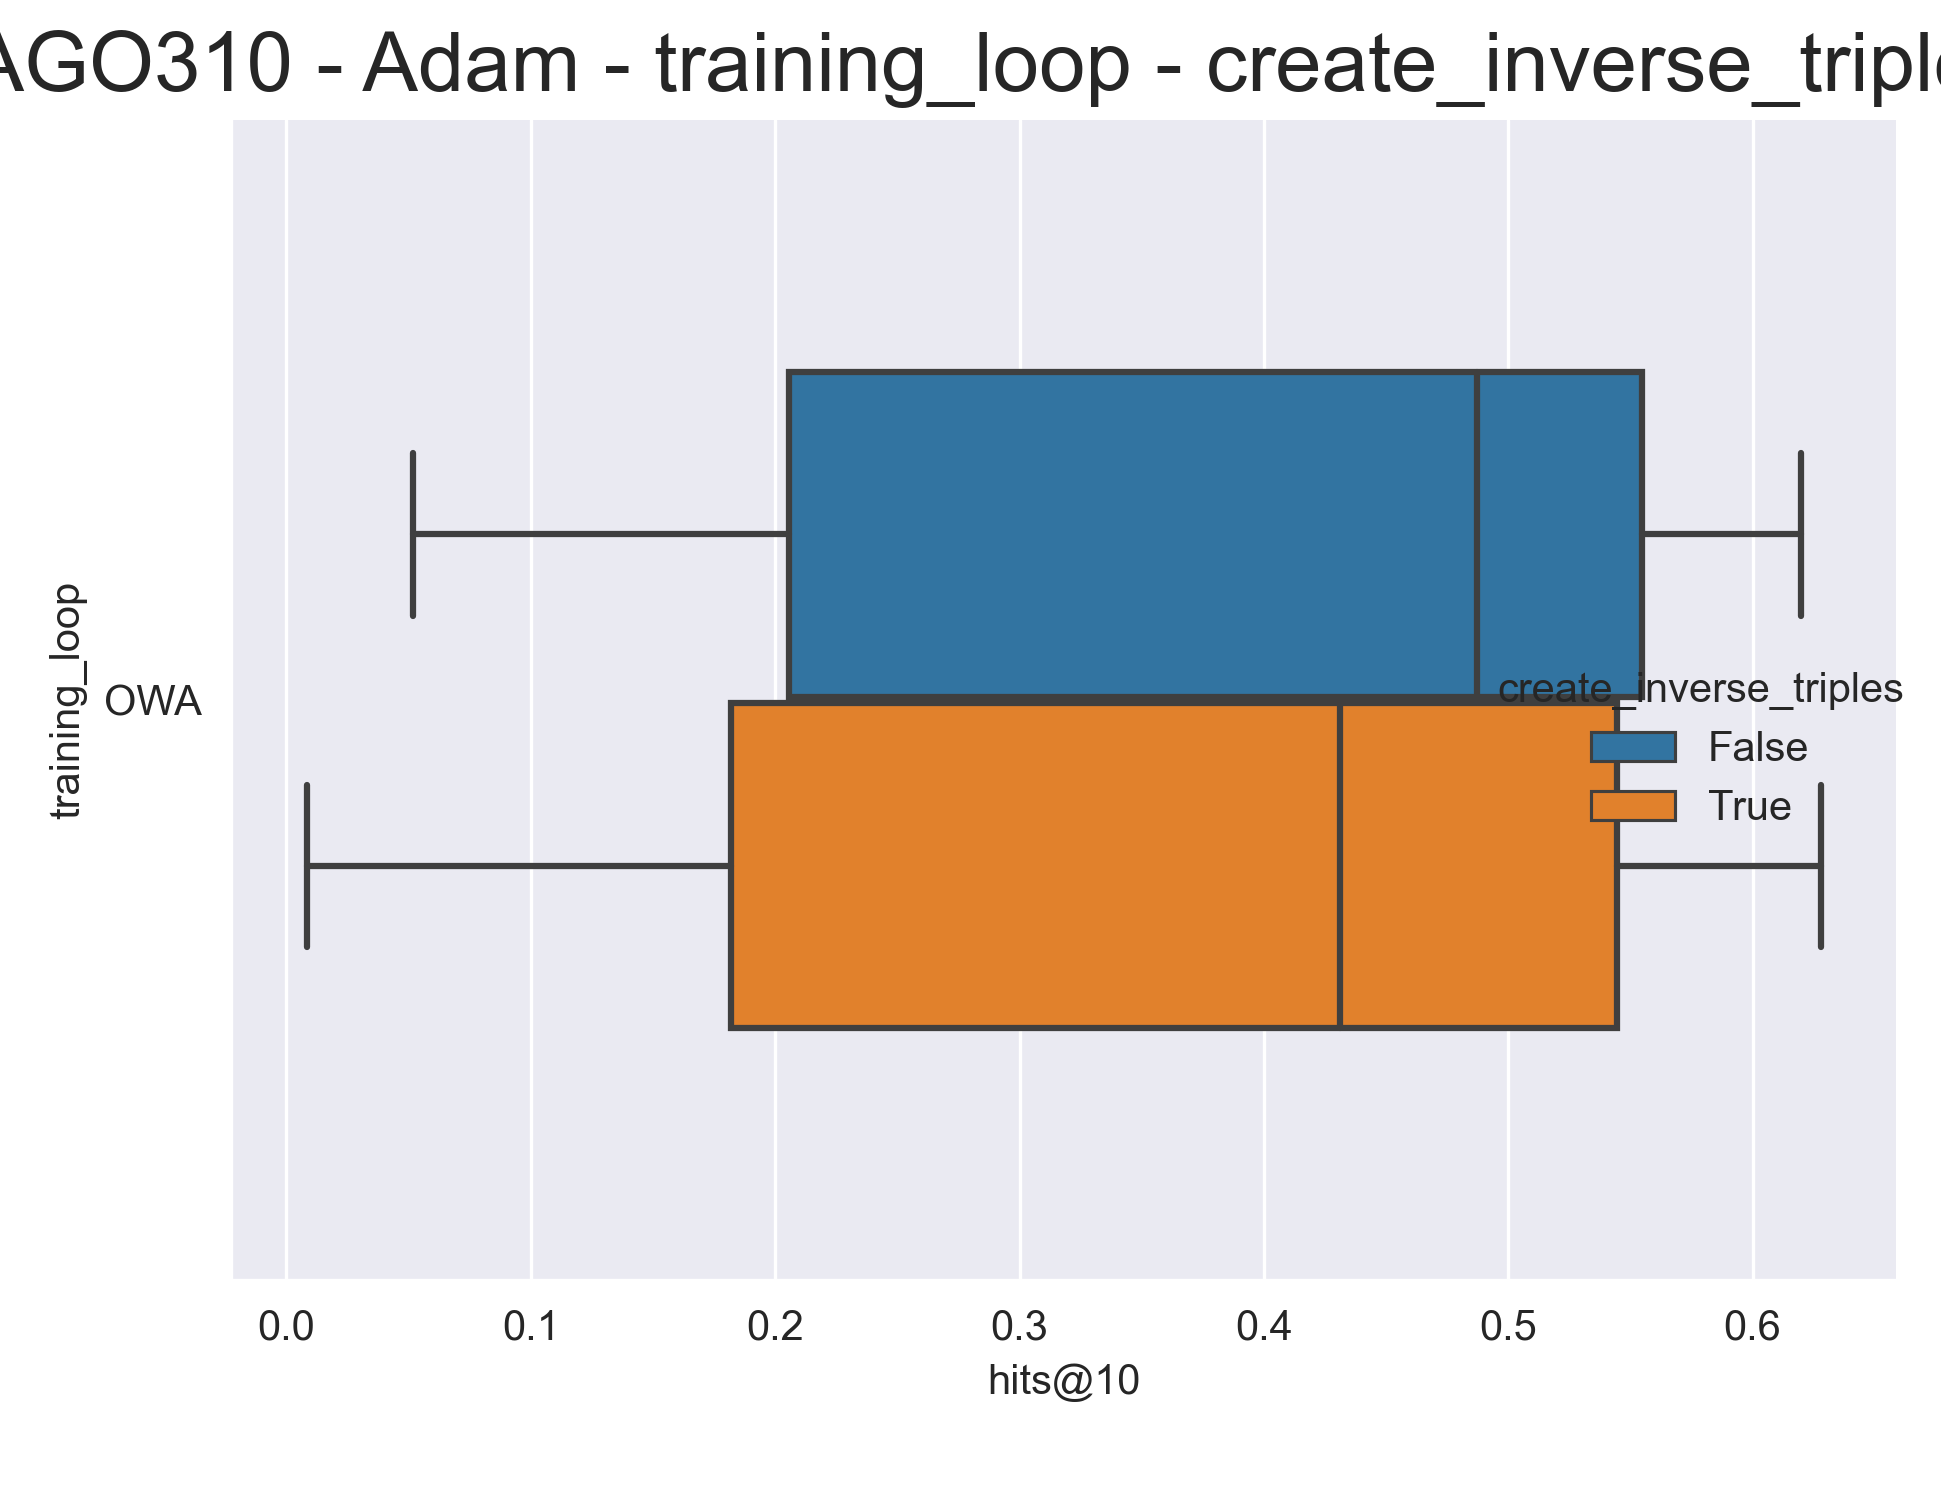 AGO310 - Adam - training_loop - create_inverse_triple
training_loop
OWA
create_inverse_triples
False
True
0.0 0.1 0.2 0.3 0.4 0.5 0.6
hits@10